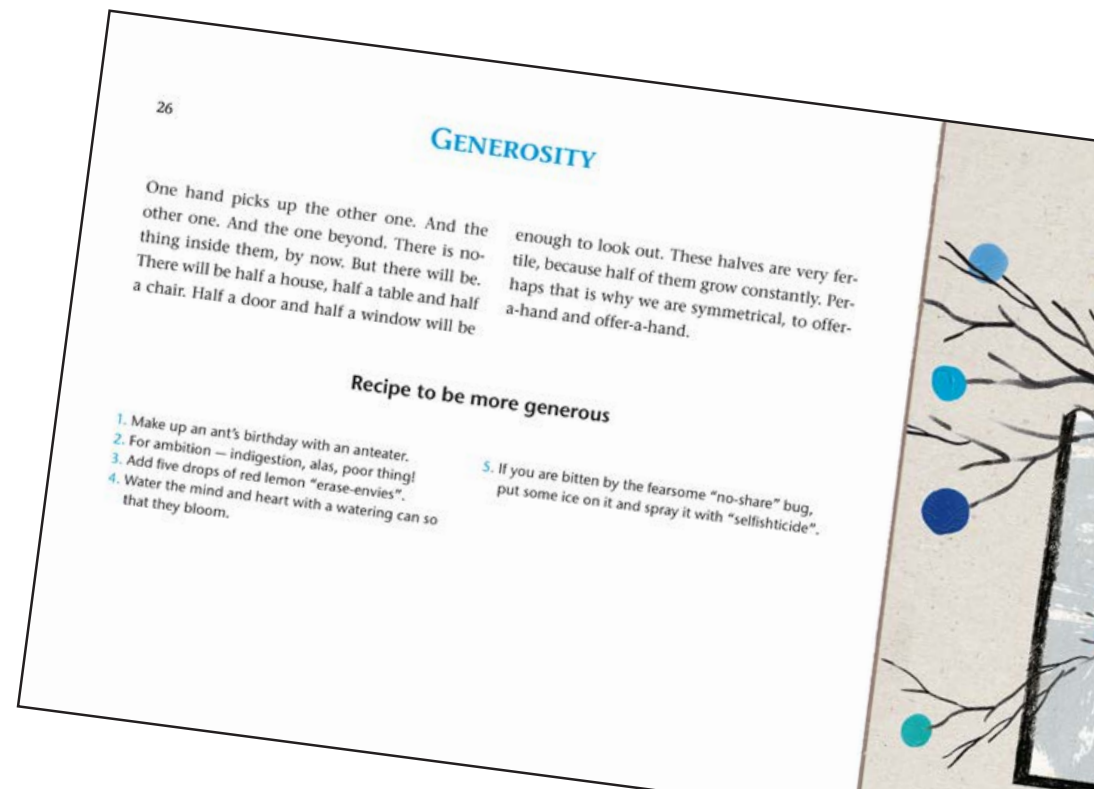 26
GENEROSITY
One hand picks up the other one. And the
other one. And the one beyond. There is no-
thing inside them, by now. But there will be.
There will be half a house, half a table and half
a chair. Half a door and half a window will be
enough to look out. These halves are very fer-
tile, because half of them grow constantly. Per-
haps that is why we are symmetrical, to offer-
a-hand and offer-a-hand.
Recipe to be more generous
1. Make up an ant's birthday with an anteater.
2. For ambition — indigestion, alas, poor thing!
3. Add five drops of red lemon “erase-envies”.
4. Water the mind and heart with a watering can so
that they bloom.
5. If you are bitten by the fearsome “no-share” bug,
put some ice on it and spray it with “selfishticide”.